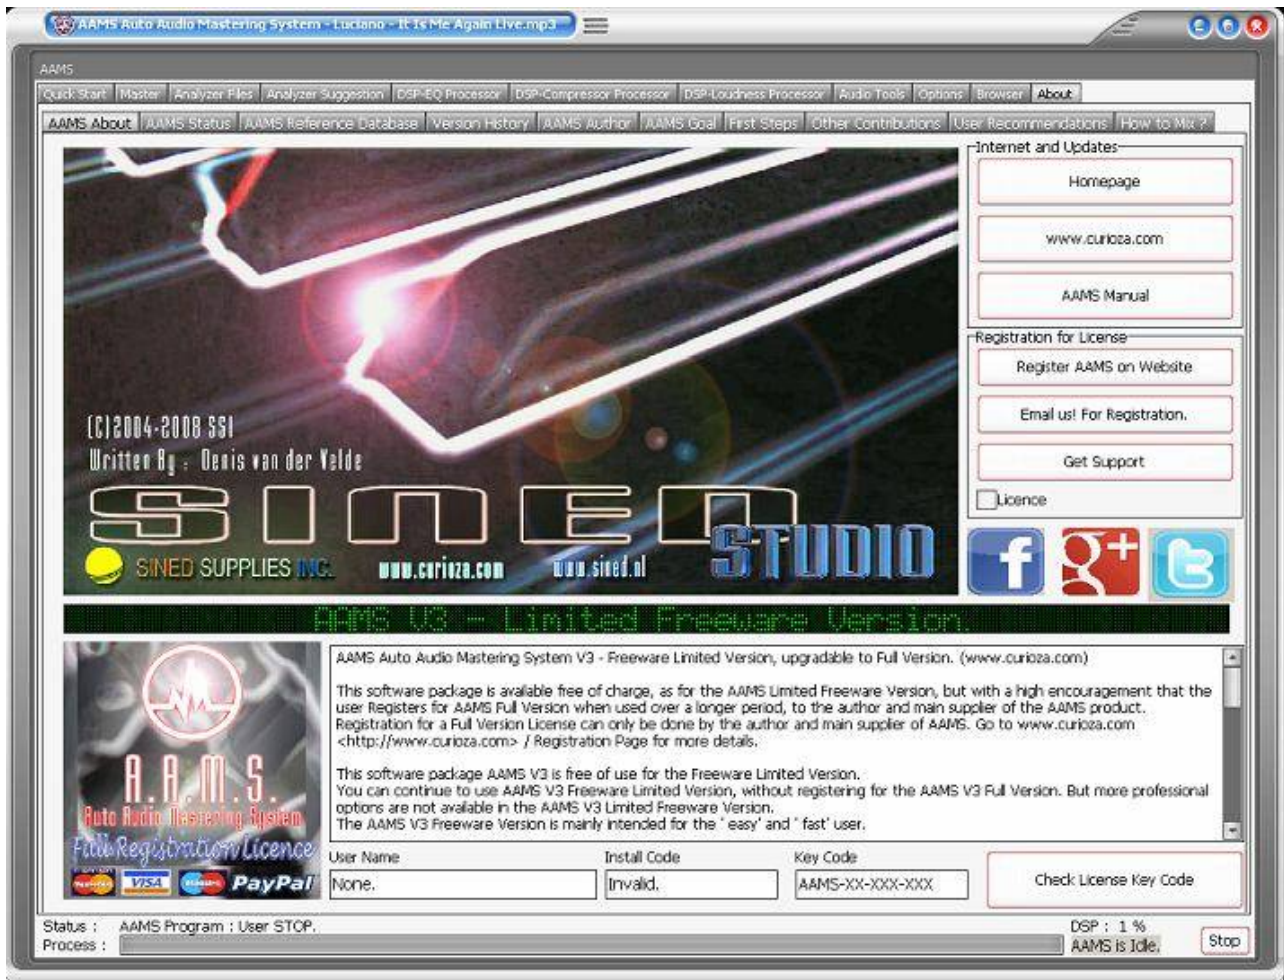 AAMS Auto Audio Mastering System - Luciano - It Is Me Again Live.mp3
AAMS
Quick Start Master Analyzer Files Analyzer Suggestion DSP-EQ Processor DSP-Compressor Processor DSP-Loudness Processor Audio Tools Options Browser About
AAMS About AAMS Status AAMS Reference Database Version History AAMS Author AAMS Goal First Steps Other Contributions User Recommendations How to Mix ?
Internet and Updates
Homepage
www.curioza.com
AAMS Manual
Registration for License
Register AAMS on Website
Email us! For Registration.
Get Support
Licence
(C)2004-2008 SSI
Written By : Denis van der Velde
SINED
STUDIO
SINED SUPPLIES INC. www.curioza.com www.sined.nl
AAMS V3 - Limited Freeware Version.
A.A.M.S.
Auto Audio Mastering System
Full Registration Licence
VISA PayPal
AAMS Auto Audio Mastering System V3 - Freeware Limited Version, upgradable to Full Version. (www.curioza.com)
This software package is available free of charge, as for the AAMS Limited Freeware Version, but with a high encouragement that the
user Registers for AAMS Full Version when used over a longer period, to the author and main supplier of the AAMS product.
Registration for a Full Version License can only be done by the author and main supplier of AAMS. Go to www.curioza.com
<http://www.curioza.com> / Registration Page for more details.
This software package AAMS V3 is free of use for the Freeware Limited Version.
You can continue to use AAMS V3 Freeware Limited Version, without registering for the AAMS V3 Full Version. But more professional
options are not available in the AAMS V3 Limited Freeware Version.
The AAMS V3 Freeware Version is mainly intended for the ' easy' and ' fast' user.
User Name Install Code Key Code
None. Invalid. AAMS-XX-XXX-XXX
Check License Key Code
Status : AAMS Program : User STOP. DSP : 1 %
Process : AAMS is Idle. Stop